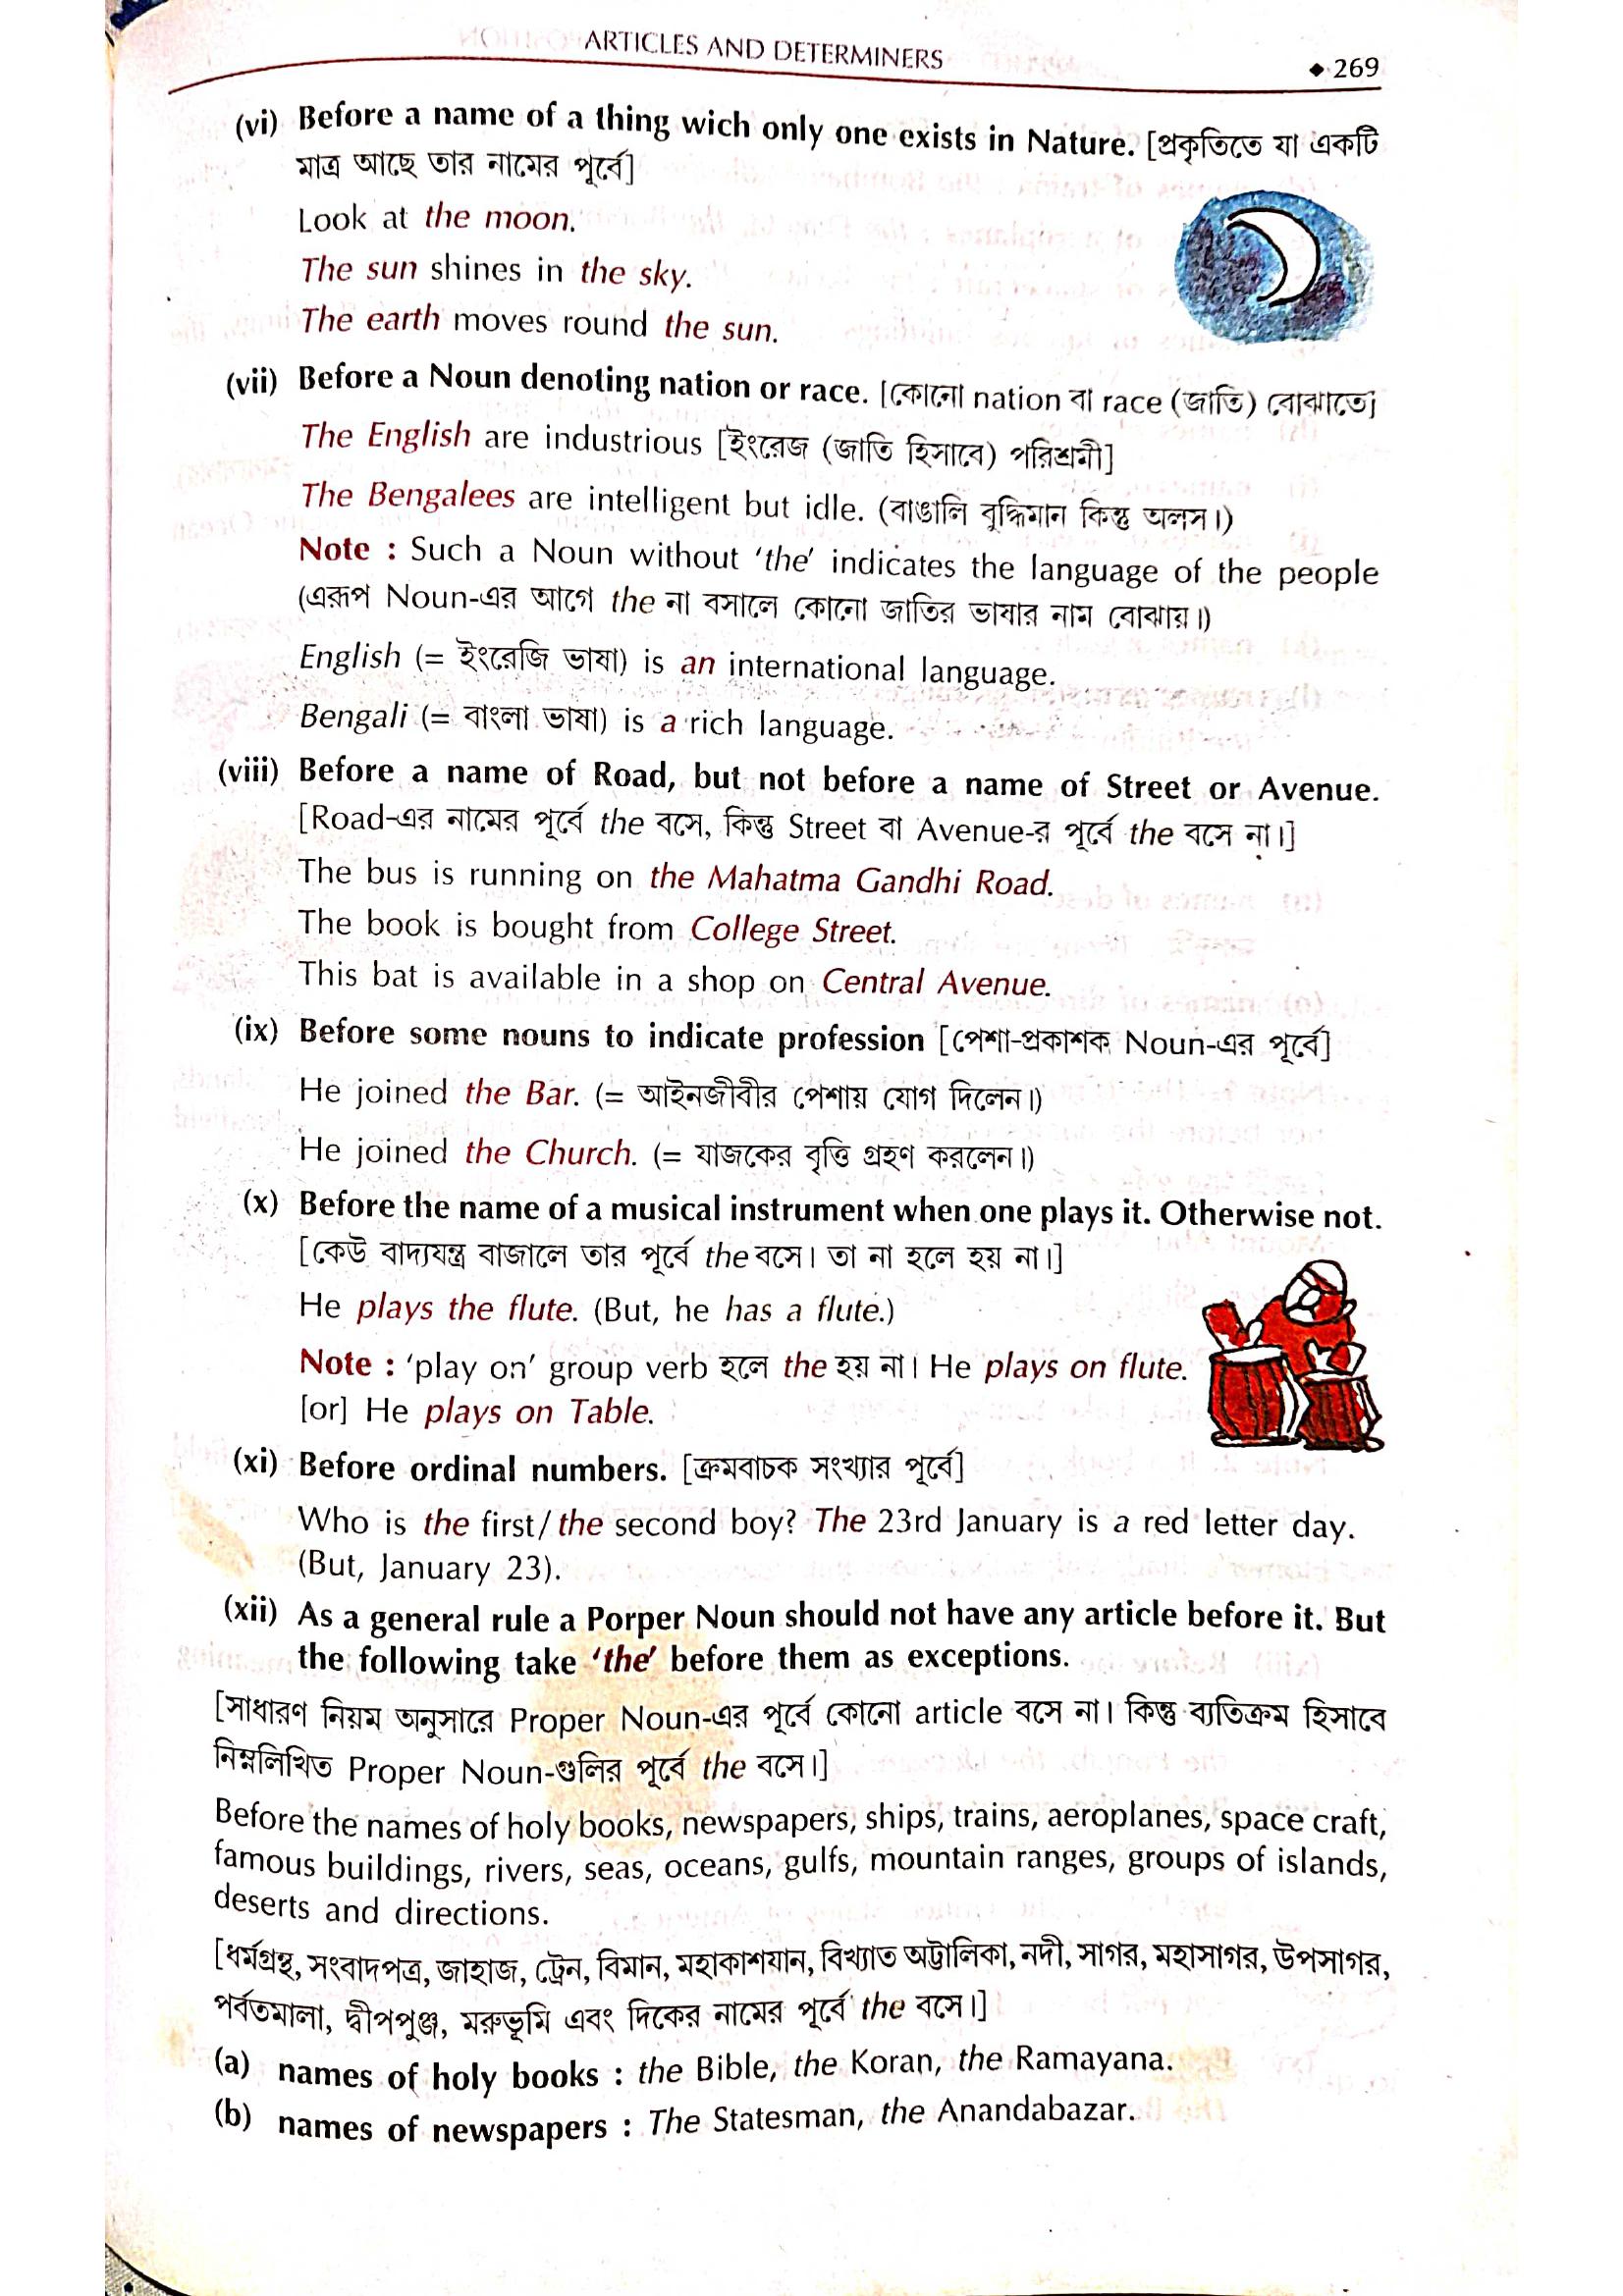 ARTICLES AND DETERMINERS
◆ 269
(vi) Before a name of a thing wich only one exists in Nature. [প্রকৃতিতে যা একটি
মাত্র আছে তার নামের পূর্বে]
Look at the moon.
The sun shines in the sky.
The earth moves round the sun.
(vii) Before a Noun denoting nation or race. [কোনো nation বা race (জাতি) বোঝাতে]
The English are industrious [ইংরেজ (জাতি হিসাবে) পরিশ্রমী]
The Bengalees are intelligent but idle. (বাঙালি বুদ্ধিমান কিন্তু অলস।)
Note : Such a Noun without ‘the’ indicates the language of the people
(এরূপ Noun-এর আগে the না বসালে কোনো জাতির ভাষার নাম বোঝায়।)
English (= ইংরেজি ভাষা) is an international language.
Bengali (= বাংলা ভাষা) is a rich language.
(viii) Before a name of Road, but not before a name of Street or Avenue.
[Road-এর নামের পূর্বে the বসে, কিন্তু Street বা Avenue-র পূর্বে the বসে না।]
The bus is running on the Mahatma Gandhi Road.
The book is bought from College Street.
This bat is available in a shop on Central Avenue.
(ix) Before some nouns to indicate profession [পেশা-প্রকাশক Noun-এর পূর্বে]
He joined the Bar. (= আইনজীবীর পেশায় যোগ দিলেন।)
He joined the Church. (= যাজকের বৃত্তি গ্রহণ করলেন।)
(x) Before the name of a musical instrument when one plays it. Otherwise not.
[কেউ বাদ্যযন্ত্র বাজালে তার পূর্বে the বসে। তা না হলে হয় না।]
He plays the flute. (But, he has a flute.)
Note : ‘play on’ group verb হলে the হয় না। He plays on flute.
[or] He plays on Table.
(xi) Before ordinal numbers. [ক্রমবাচক সংখ্যার পূর্বে]
Who is the first/the second boy? The 23rd January is a red letter day.
(But, January 23).
(xii) As a general rule a Porper Noun should not have any article before it. But
the following take ‘the’ before them as exceptions.
[সাধারণ নিয়ম অনুসারে Proper Noun-এর পূর্বে কোনো article বসে না। কিন্তু ব্যতিক্রম হিসাবে
নিম্নলিখিত Proper Noun-গুলির পূর্বে the বসে।]
Before the names of holy books, newspapers, ships, trains, aeroplanes, space craft,
famous buildings, rivers, seas, oceans, gulfs, mountain ranges, groups of islands,
deserts and directions.
[ধর্মগ্রন্থ, সংবাদপত্র, জাহাজ, ট্রেন, বিমান, মহাকাশযান, বিখ্যাত অট্টালিকা, নদী, সাগর, মহাসাগর, উপসাগর,
পর্বতমালা, দ্বীপপুঞ্জ, মরুভূমি এবং দিকের নামের পূর্বে the বসে।]
(a) names of holy books : the Bible, the Koran, the Ramayana.
(b) names of newspapers : The Statesman, the Anandabazar.